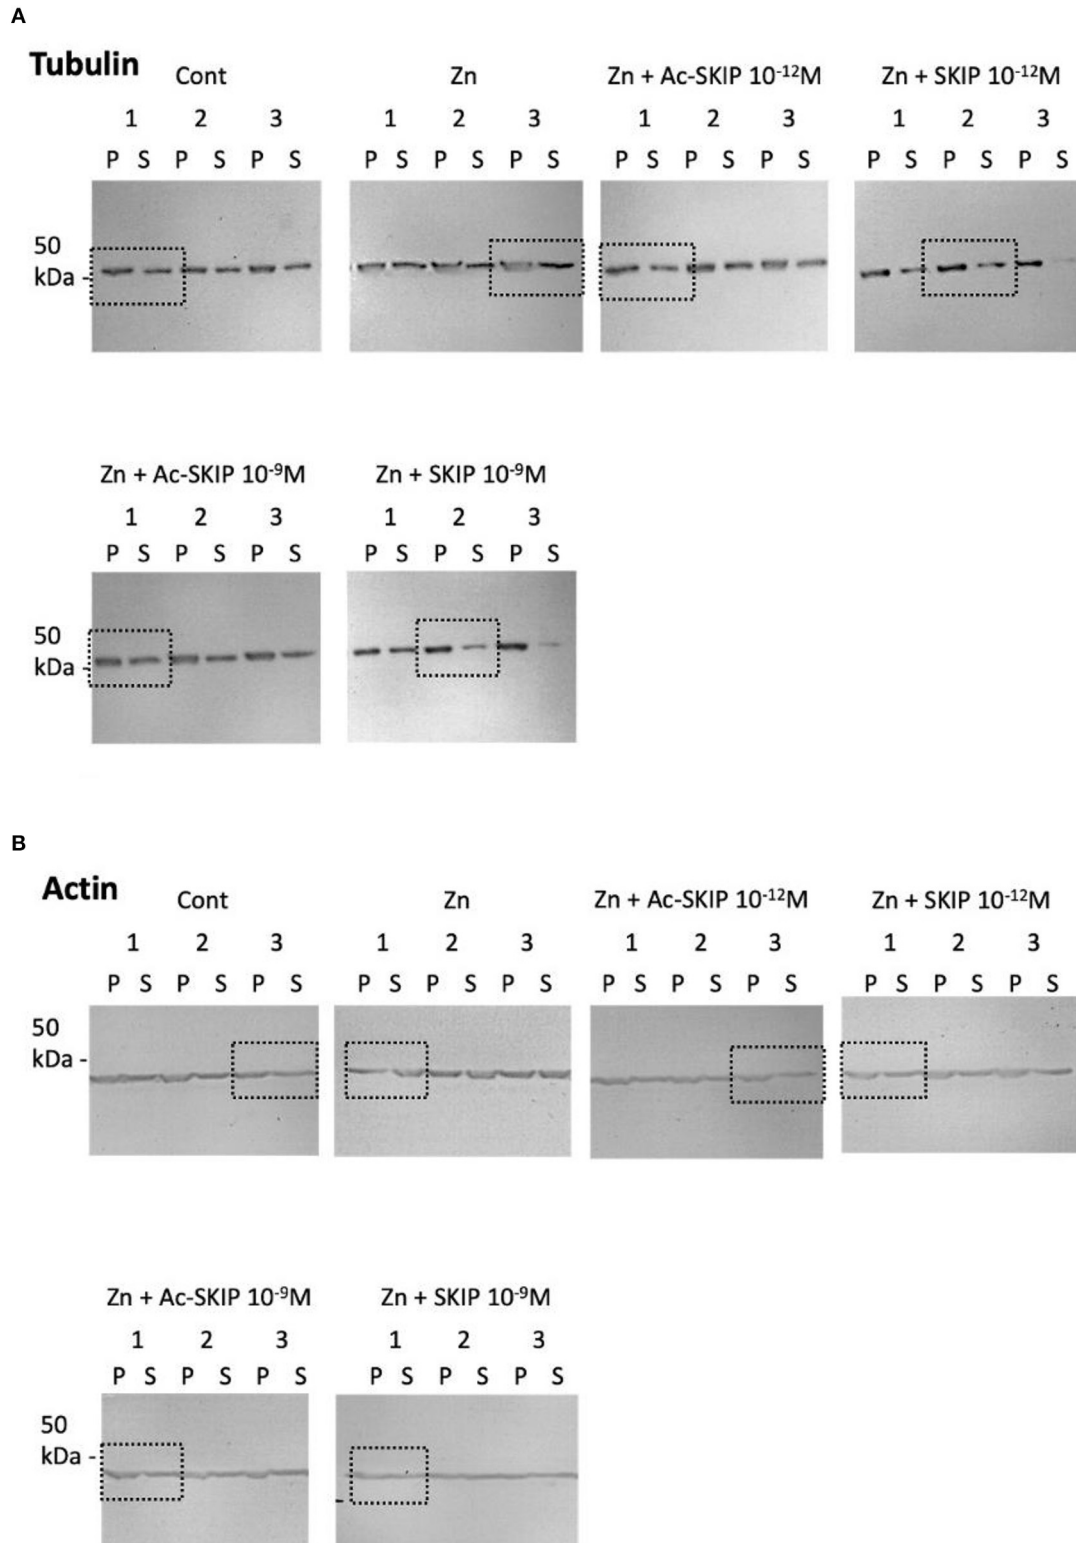 A
Tubulin
Cont Zn Zn + Ac-SKIP 10⁻¹²M Zn + SKIP 10⁻¹²M
1 2 3 1 2 3 1 2 3 1 2 3
P S P S P S P S P S P S P S P S P S P S P S P S
50
kDa -
Zn + Ac-SKIP 10⁻⁹M Zn + SKIP 10⁻⁹M
1 2 3 1 2 3
P S P S P S P S P S P S
50
kDa -
B
Actin
Cont Zn Zn + Ac-SKIP 10⁻¹²M Zn + SKIP 10⁻¹²M
1 2 3 1 2 3 1 2 3 1 2 3
P S P S P S P S P S P S P S P S P S P S P S P S
50
kDa -
Zn + Ac-SKIP 10⁻⁹M Zn + SKIP 10⁻⁹M
1 2 3 1 2 3
P S P S P S P S P S P S
50
kDa -